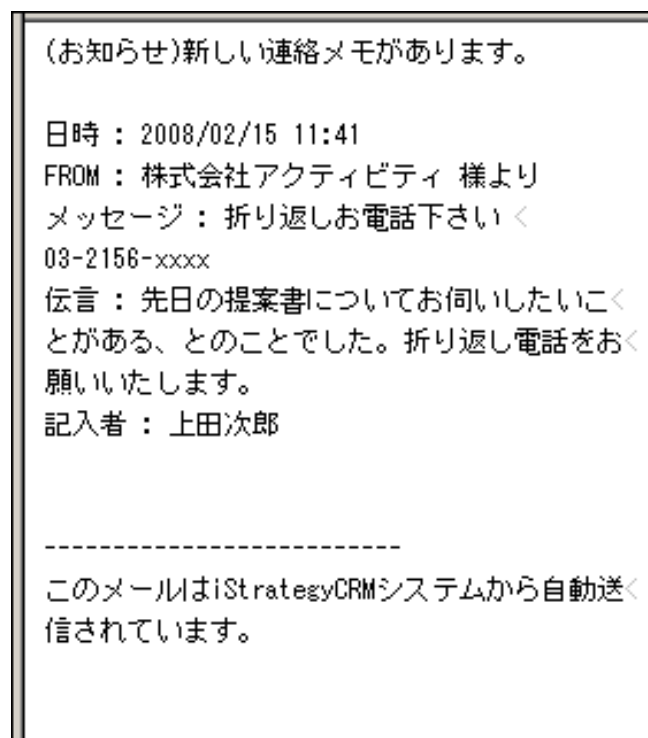 (お知らせ)新しい連絡メモがあります。
日時 : 2008/02/15 11:41
FROM : 株式会社アクティビティ 様より
メッセージ : 折り返しお電話下さい <
03-2156-xxxx
伝言 : 先日の提案書についてお伺いしたいこ<
とがある、とのことでした。折り返し電話をお<
願いいたします。
記入者 : 上田次郎
--------------------------
このメールはiStrategyCRMシステムから自動送<
信されています。